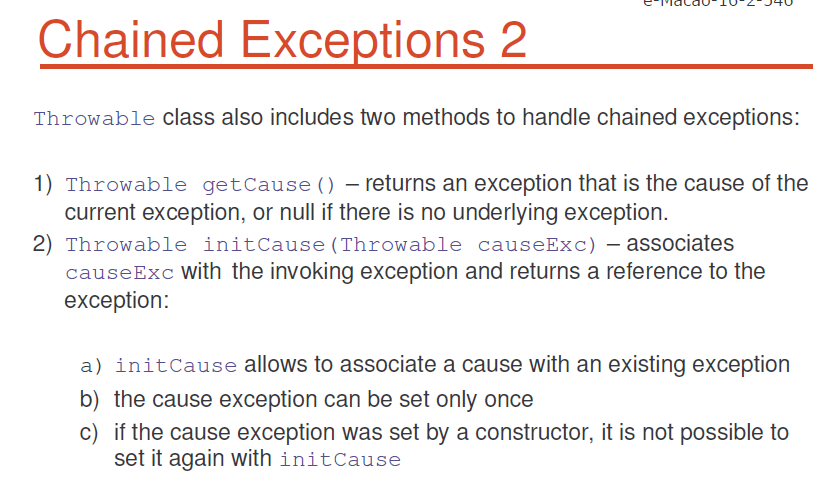 e-Macao-16-2-546
Chained Exceptions 2
Throwable class also includes two methods to handle chained exceptions:
1) Throwable getCause() – returns an exception that is the cause of the
current exception, or null if there is no underlying exception.
2) Throwable initCause(Throwable causeExc) – associates
causeExc with the invoking exception and returns a reference to the
exception:
a) initCause allows to associate a cause with an existing exception
b) the cause exception can be set only once
c) if the cause exception was set by a constructor, it is not possible to
set it again with initCause